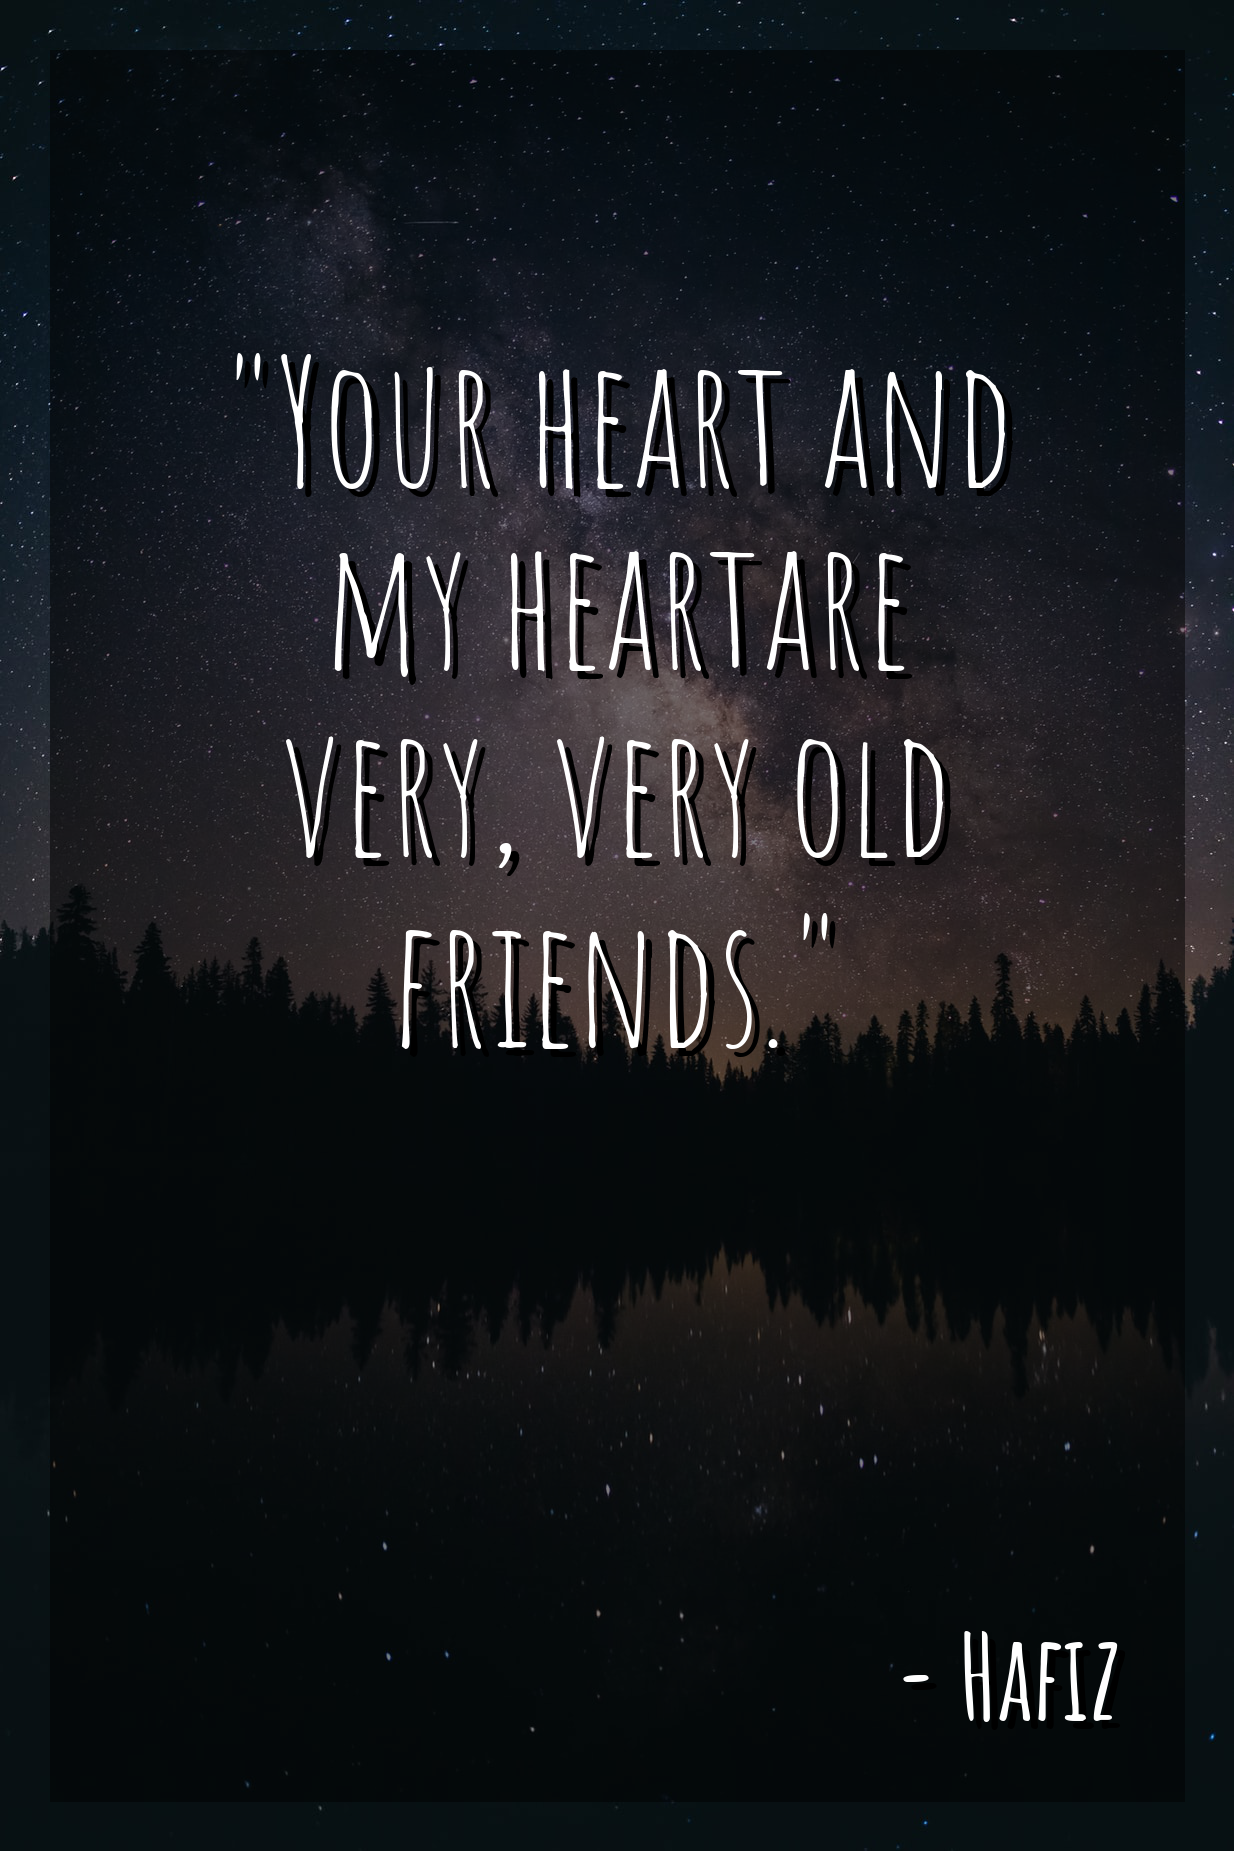 "Your heart and
my heartare
very, very old
friends."
- Hafiz